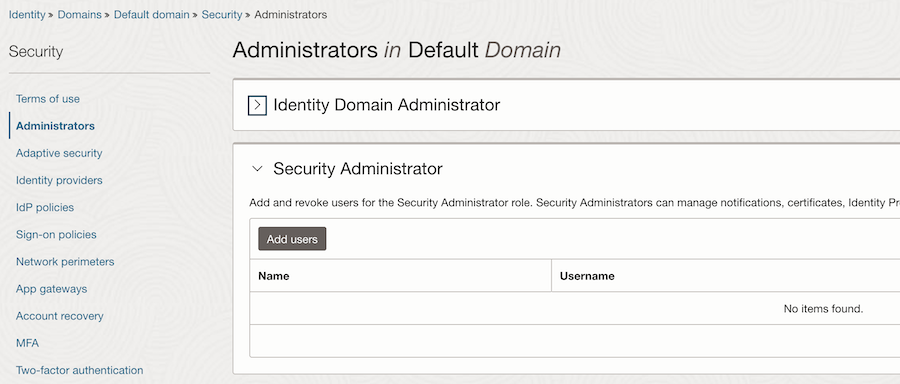 Identity » Domains » Default domain » Security » Administrators
Security
Terms of use
Administrators
Adaptive security
Identity providers
IdP policies
Sign-on policies
Network perimeters
App gateways
Account recovery
MFA
Two-factor authentication
Administrators in Default Domain
Identity Domain Administrator
Security Administrator
Add and revoke users for the Security Administrator role. Security Administrators can manage notifications, certificates, Identity
Add users
Name Username
No items found.